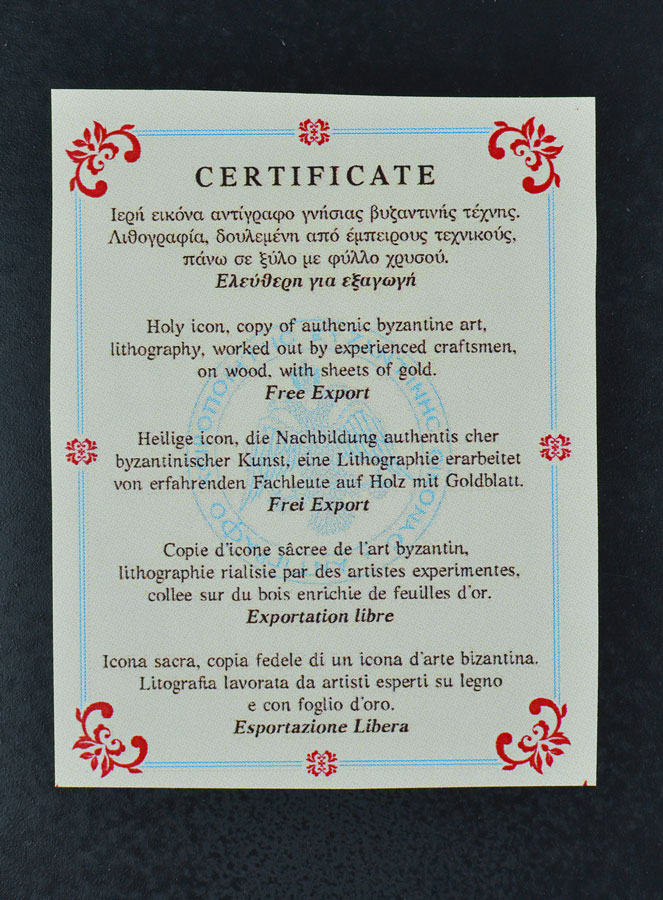 CERTIFICATE
Ιερή εικόνα αντίγραφο γνήσιας βυζαντινής τέχνης.
Λιθογραφία, δουλεμένη από έμπειρους τεχνικούς,
πάνω σε ξύλο με φύλλο χρυσού.
Ελεύθερη για εξαγωγή
Holy icon, copy of authenic byzantine art,
lithography, worked out by experienced craftsmen,
on wood, with sheets of gold.
Free Export
Heilige icon, die Nachbildung authentis cher
byzantinischer Kunst, eine Lithographie erarbeitet
von erfahrenden Fachleute auf Holz mit Goldblatt.
Frei Export
Copie d'icone sâcree de l'art byzantin,
lithographie rialisie par des artistes experimentes,
collee sur du bois enrichie de feuilles d'or.
Exportation libre
Icona sacra, copia fedele di un icona d'arte bizantina.
Litografia lavorata da artisti esperti su legno
e con foglio d'oro.
Esportazione Libera